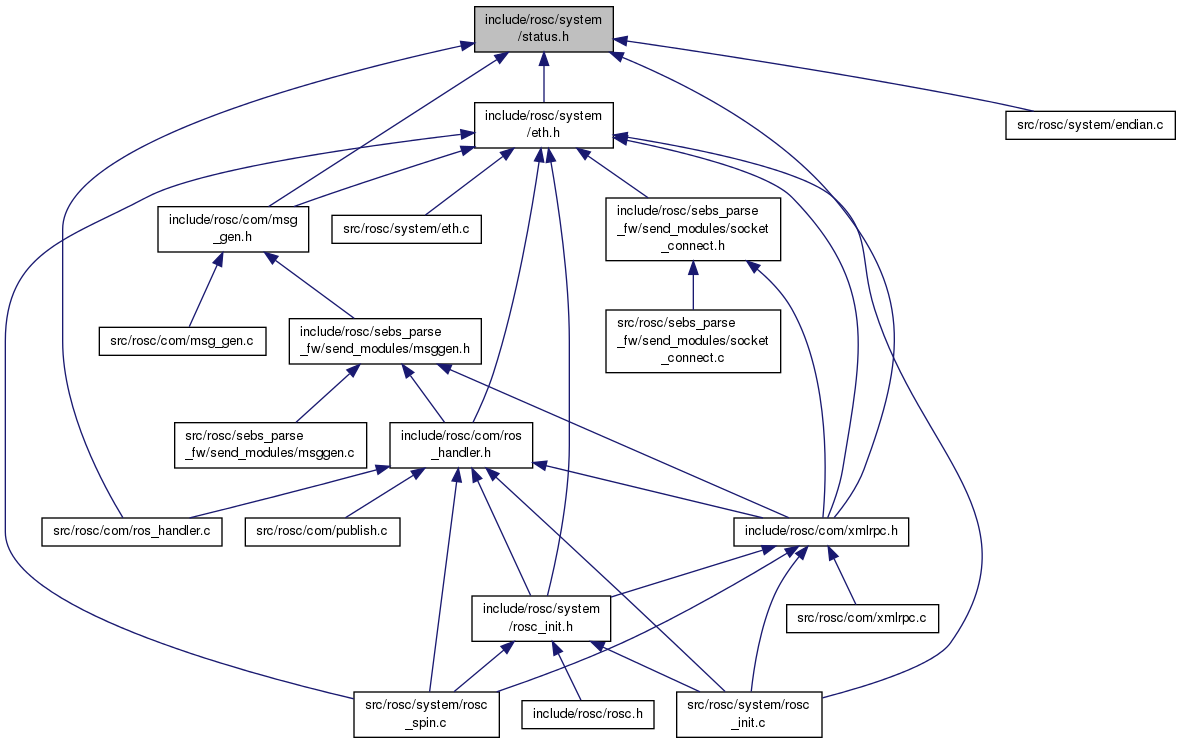 include/rosc/system
/status.h
include/rosc/system
/eth.h
src/rosc/system/endian.c
include/rosc/com/msg
_gen.h
src/rosc/system/eth.c
include/rosc/sebs_parse
_fw/send_modules/socket
_connect.h
src/rosc/com/msg_gen.c
include/rosc/sebs_parse
_fw/send_modules/msggen.h
src/rosc/sebs_parse
_fw/send_modules/socket
_connect.c
src/rosc/sebs_parse
_fw/send_modules/msggen.c
include/rosc/com/ros
_handler.h
src/rosc/com/ros_handler.c
src/rosc/com/publish.c
include/rosc/com/xmlrpc.h
include/rosc/system
/rosc_init.h
src/rosc/com/xmlrpc.c
src/rosc/system/rosc
_spin.c
include/rosc/rosc.h
src/rosc/system/rosc
_init.c